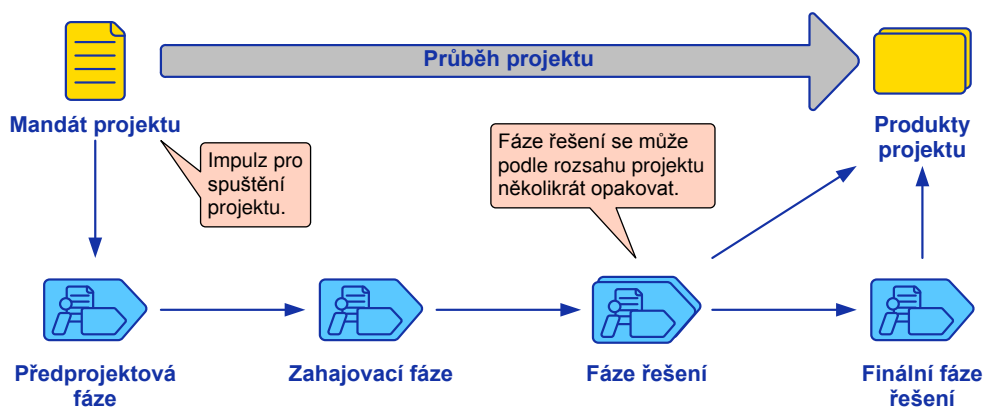 Průběh projektu
Mandát projektu
Produkty
projektu
Impulz pro
spuštění
projektu.
Fáze řešení se může
podle rozsahu projektu
několikrát opakovat.
Předprojektová
fáze
Zahajovací fáze
Fáze řešení
Finální fáze
řešení